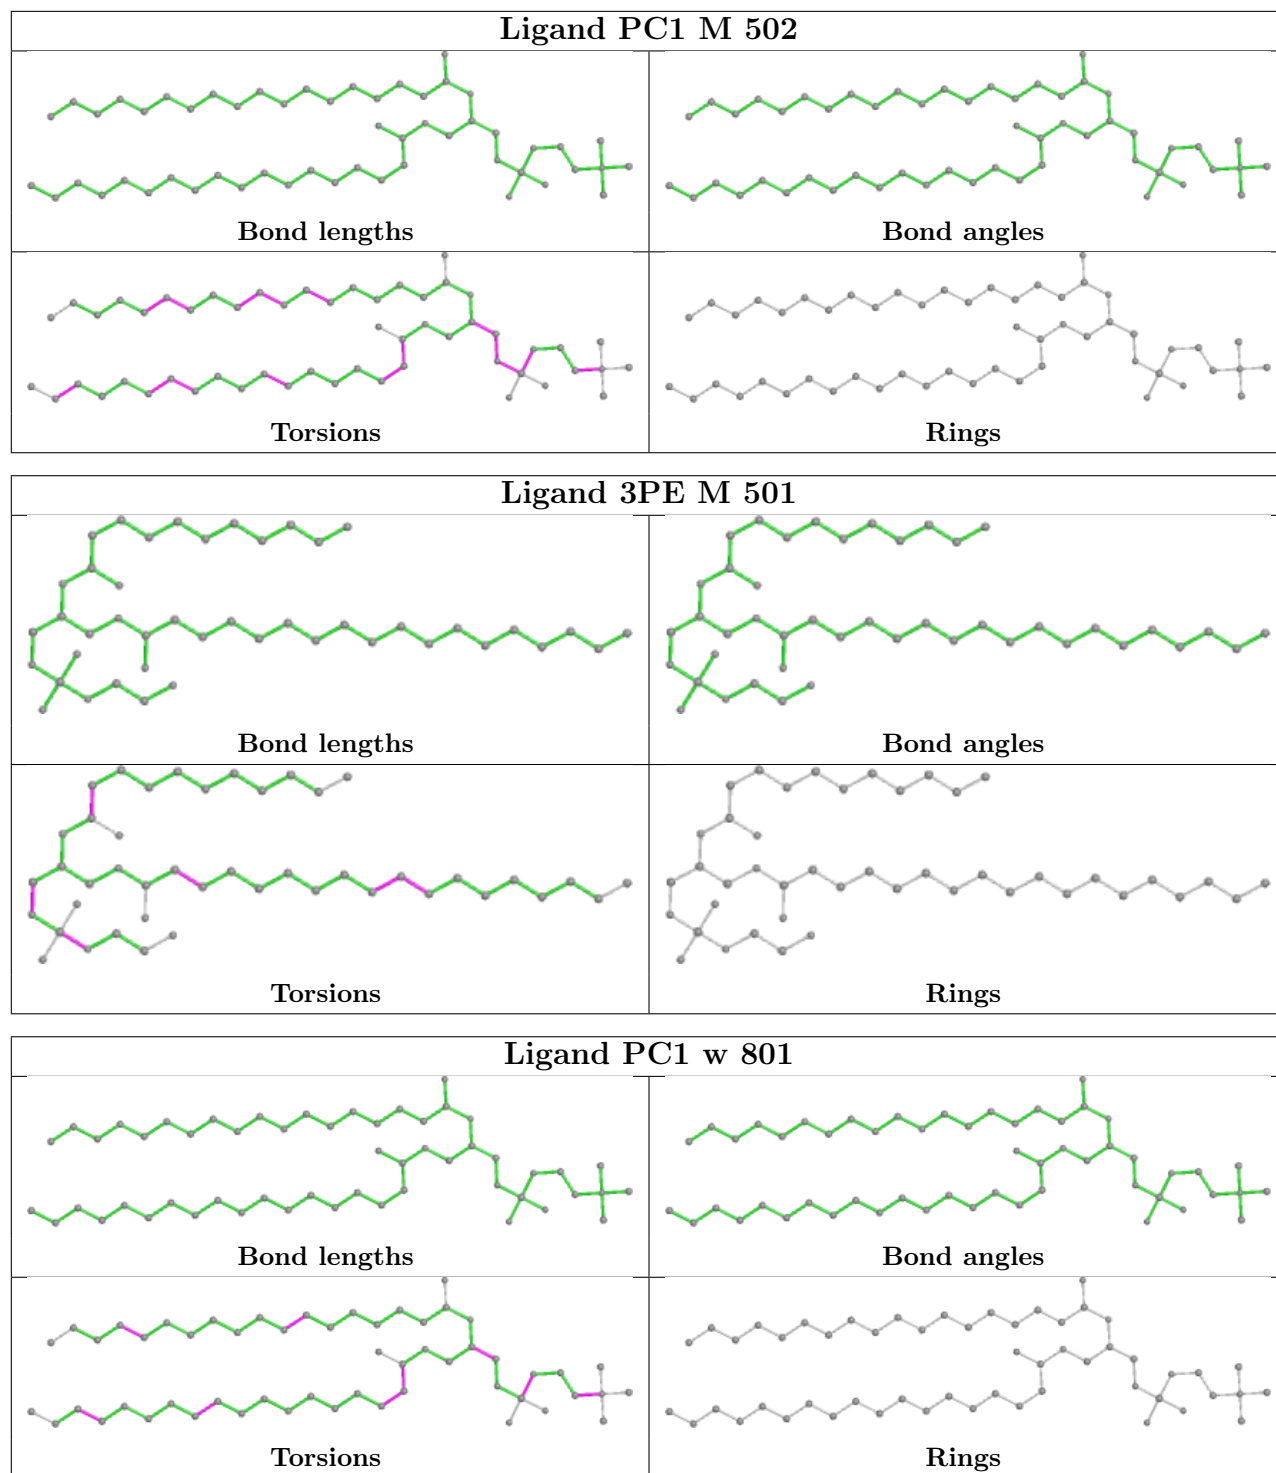 Ligand PC1 M 502
Bond lengths
Bond angles
Torsions
Rings
Ligand 3PE M 501
Bond lengths
Bond angles
Torsions
Rings
Ligand PC1 w 801
Bond lengths
Bond angles
Torsions
Rings